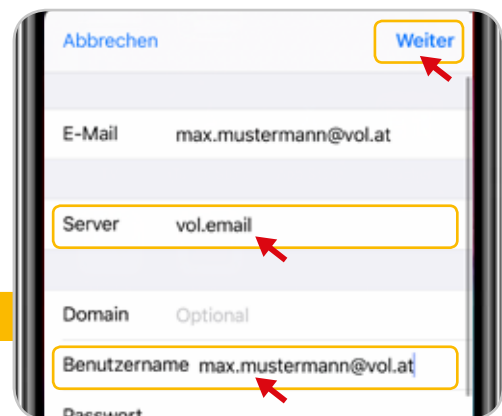 Abbrechen Weiter
E-Mail max.mustermann@vol.at
Server vol.email
Domain Optional
Benutzername max.mustermann@vol.at
Passwort